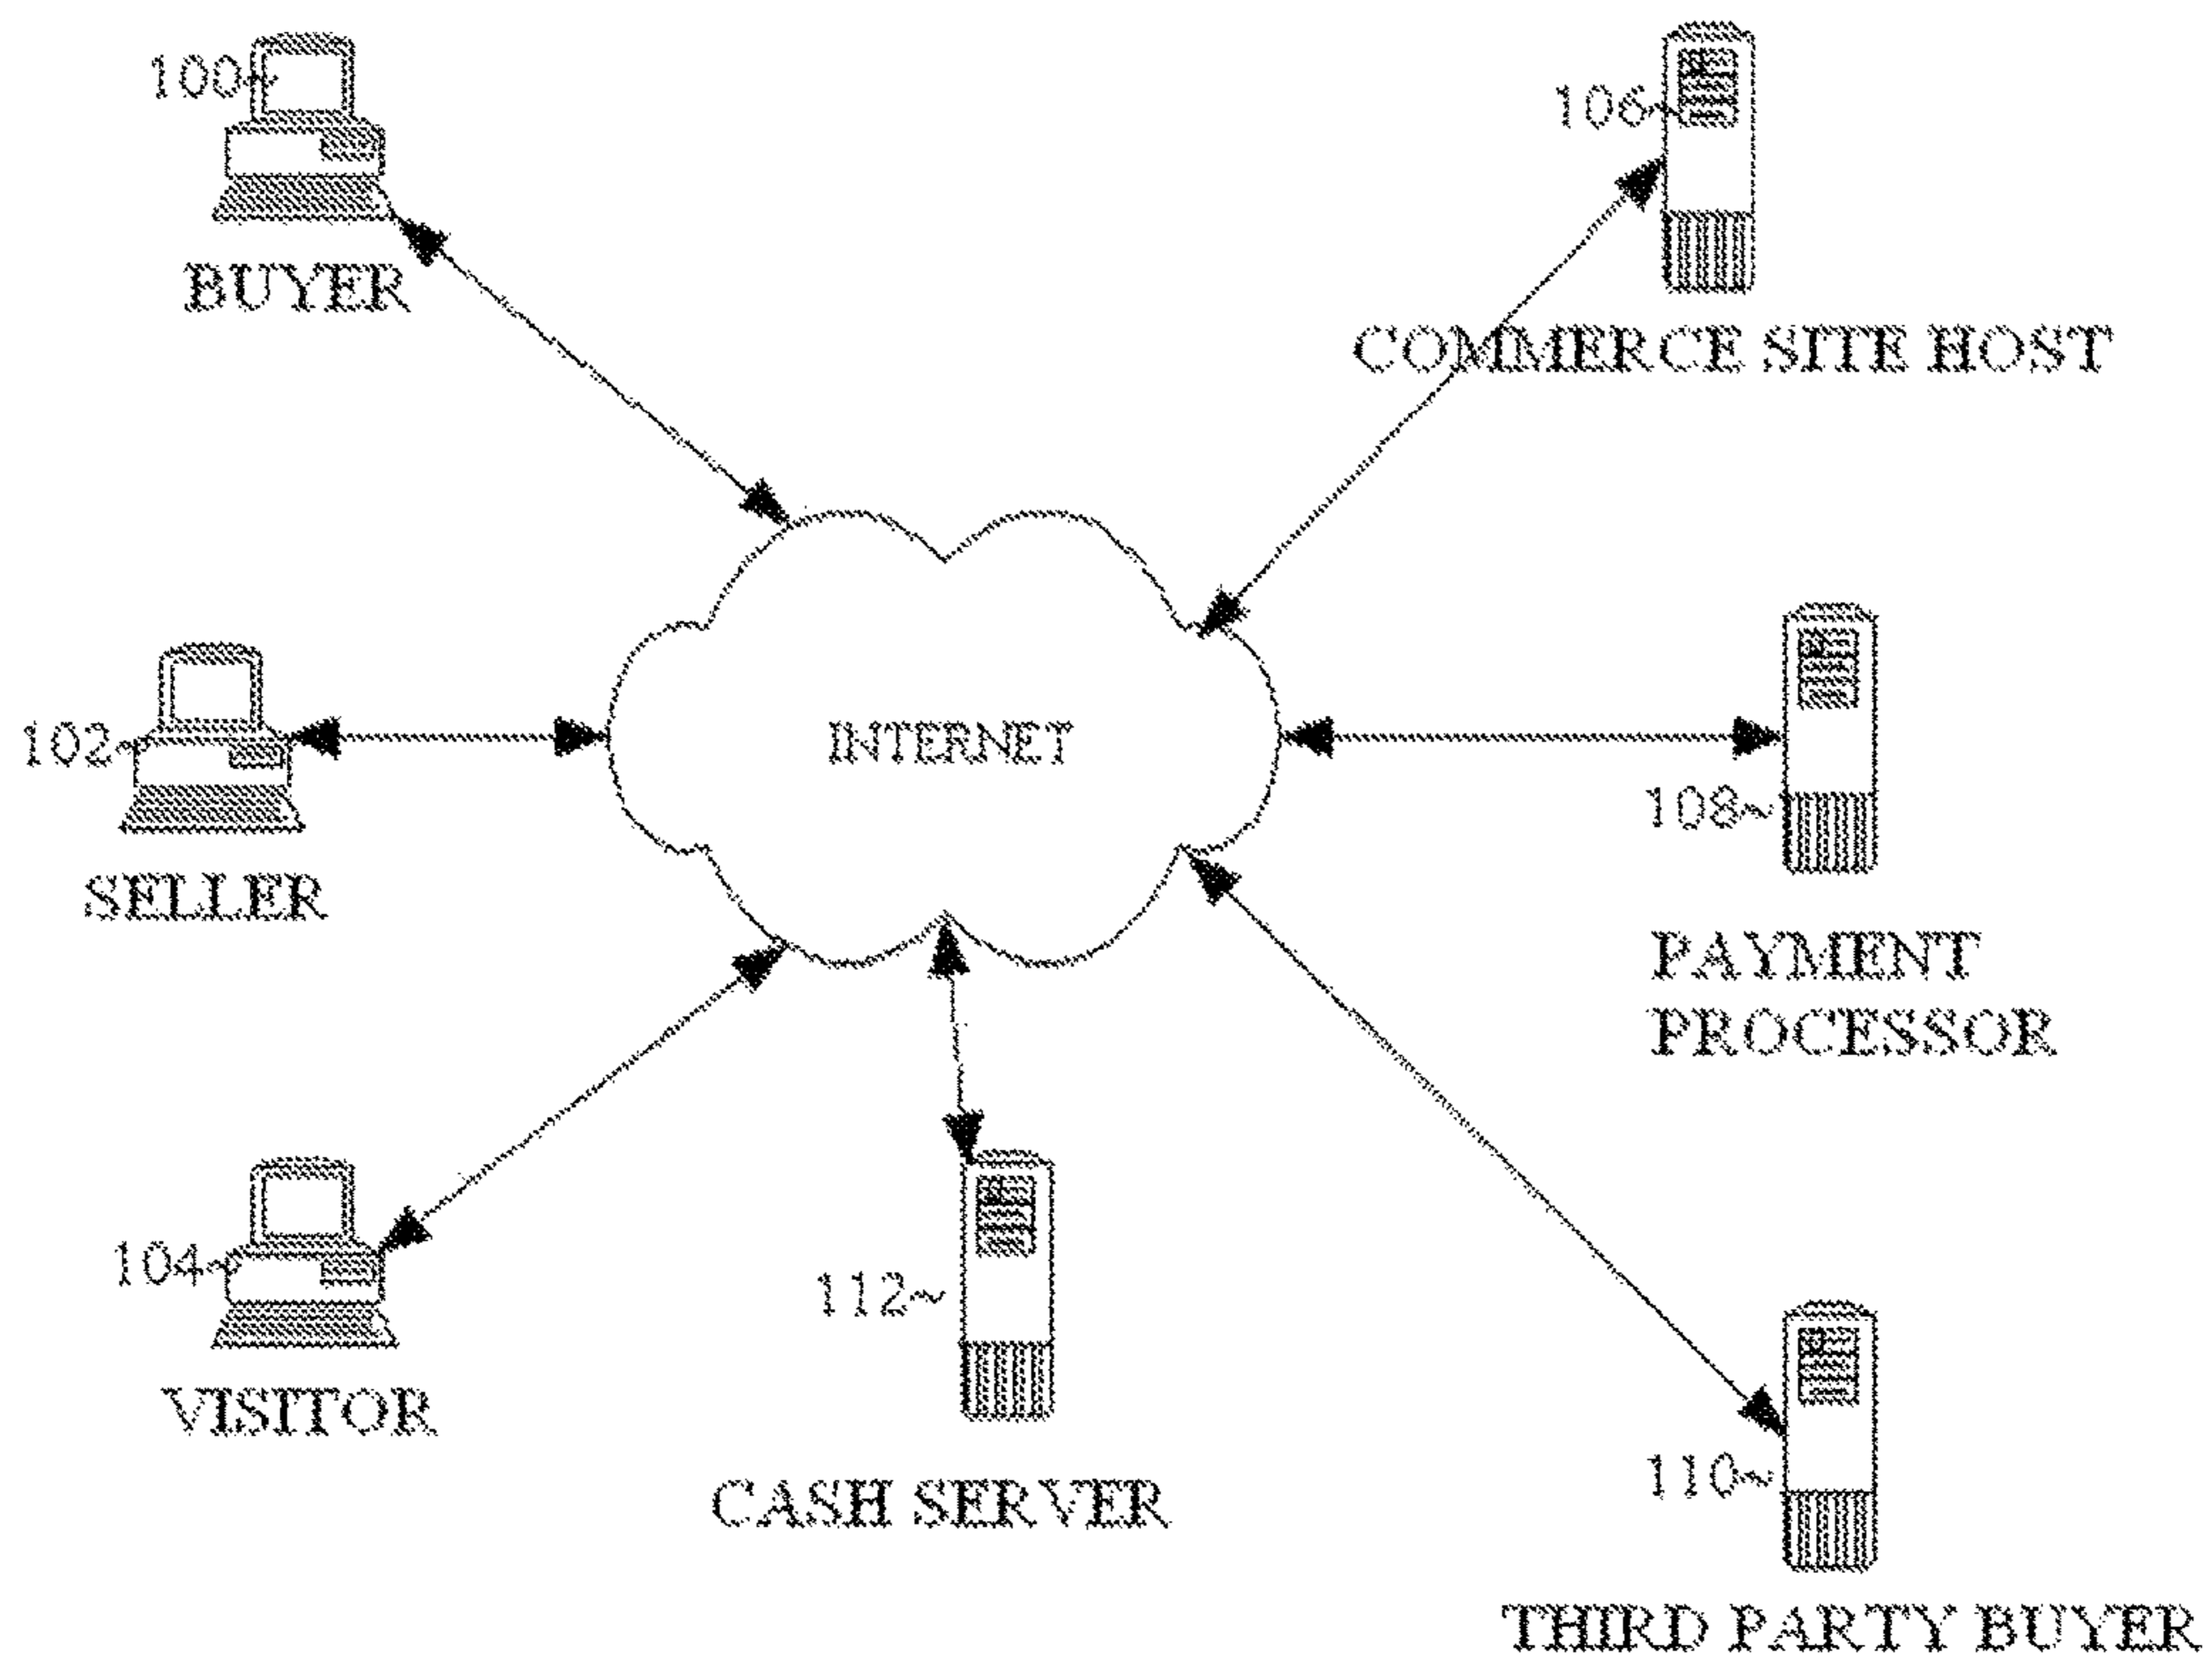 100~
BUYER
106~
COMMERCE SITE HOST
INTERNET
102~
SELLER
108~
PAYMENT
PROCESSOR
104~
VISITOR
112~
CASH SERVER
110~
THIRD PARTY BUYER